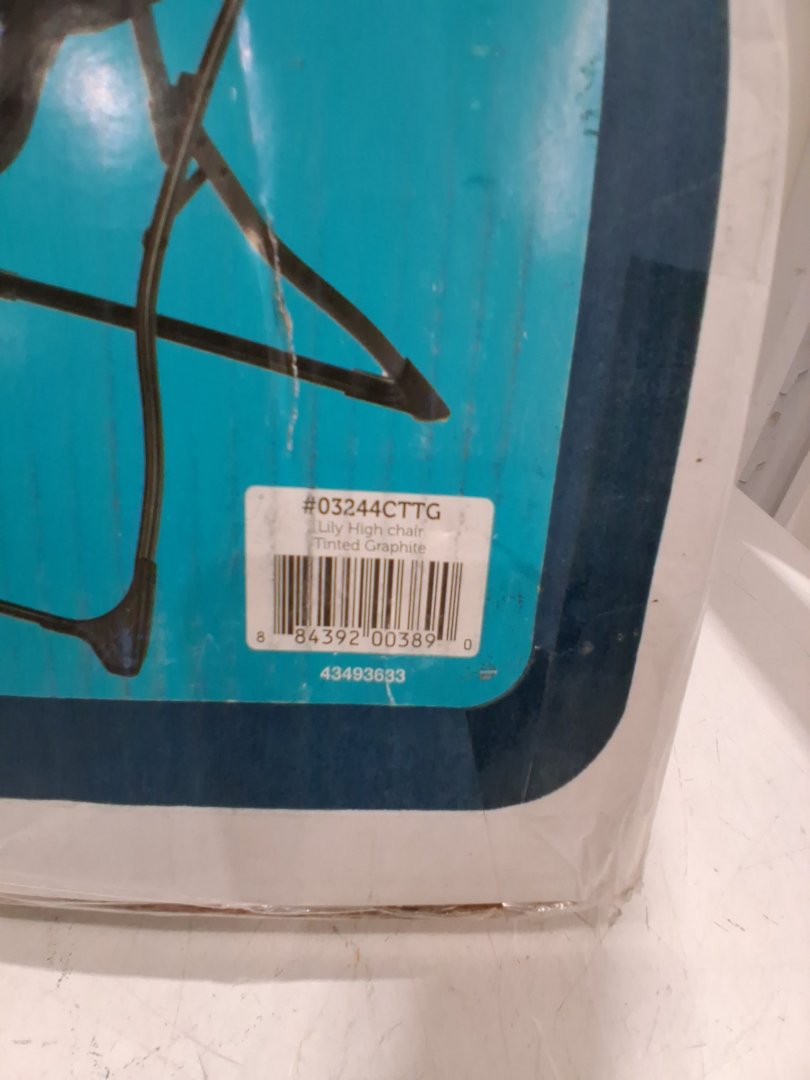 #03244CTTG
Lily High chair
Tinted Graphite
8 84392 00389 0
43493633